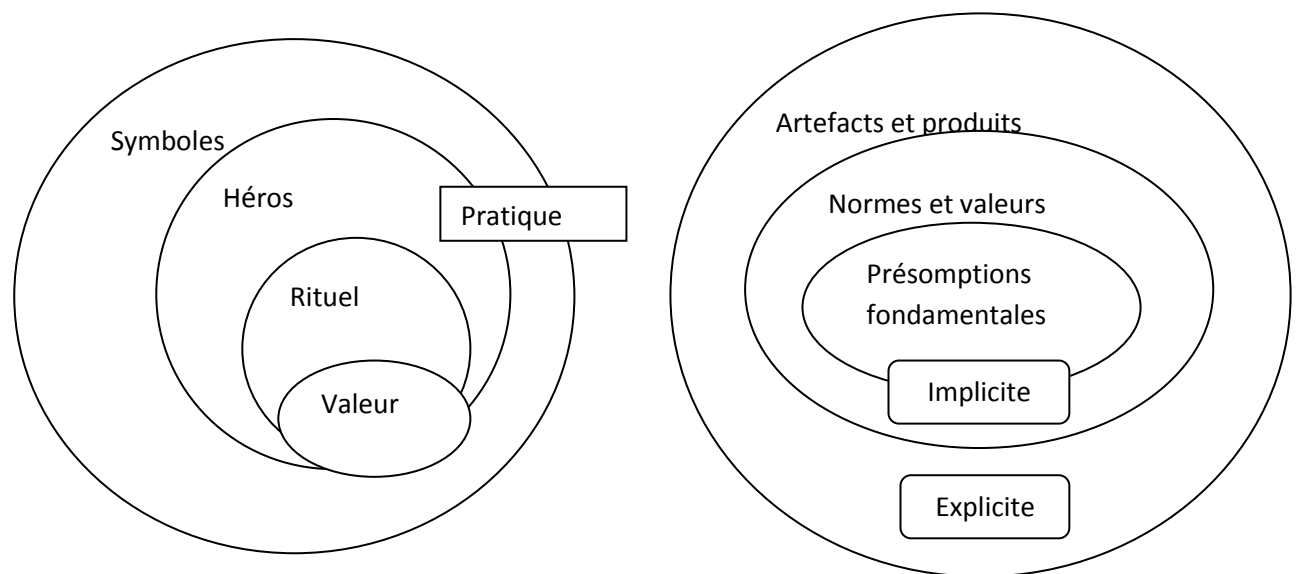 Symboles
Héros
Pratique
Rituel
Valeur
Artefacts et produits
Normes et valeurs
Présomptions
fondamentales
Implicite
Explicite